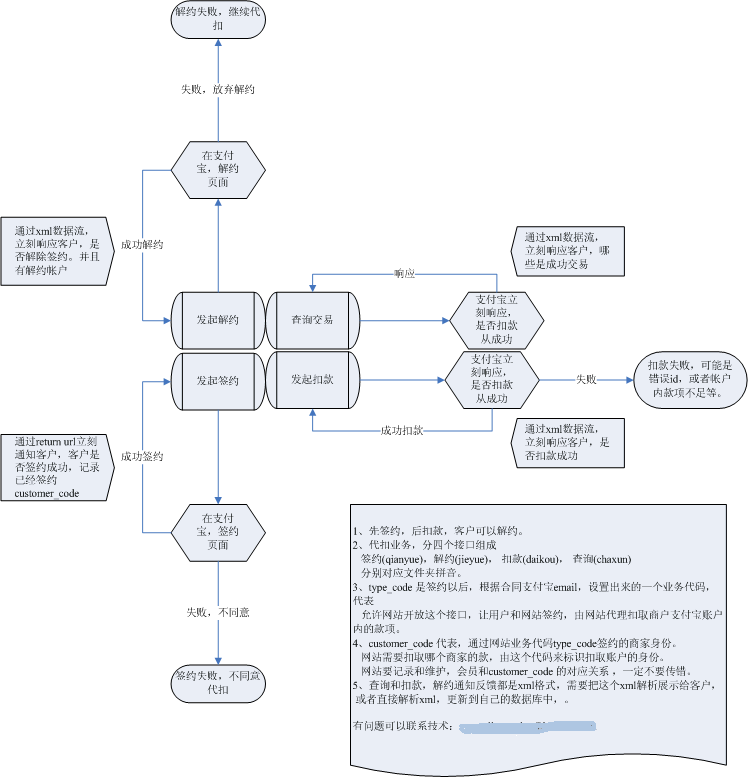 解约失败，继续代
扣
失败，放弃解约
在支付
宝，解约
页面
通过xml数据流，
立刻响应客户，是
否解除签约。并且
有解约帐户
成功解约
通过xml数据流，
立刻响应客户，哪
些是成功交易
响应
发起解约
查询交易
支付宝立
刻响应，
是否扣款
从成功
发起签约
发起扣款
支付宝立
刻响应，
是否扣款
从成功
失败
扣款失败，可能是
错误id，或者帐户
内款项不足等。
成功扣款
通过xml数据流，
立刻响应客户，是
否扣款成功
通过return url立刻
通知客户，客户是
否签约成功，记录
已经签约
customer_code
成功签约
在支付
宝，签约
页面
失败，不同意
签约失败，不同意
代扣
1、先签约，后扣款，客户可以解约。
2、代扣业务，分四个接口组成
签约(qianyue)，解约(jieyue)， 扣款(daikou)， 查询(chaxun)
分别对应文件夹拼音。
3、type_code 是签约以后，根据合同支付宝email，设置出来的一个业务代码，
代表
允许网站开放这个接口，让用户和网站签约，由网站代理扣取商户支付宝账户
内的款项。
4、customer_code 代表，通过网站业务代码type_code签约的商家身份。
网站需要扣取哪个商家的款，由这个代码来标识扣取账户的身份。
网站要记录和维护，会员和customer_code 的对应关系 ，一定不要传错。
5、查询和扣款，解约通知反馈都是xml格式，需要把这个xml解析展示给客户，
或者直接解析xml，更新到自己的数据库中，。
有问题可以联系技术：